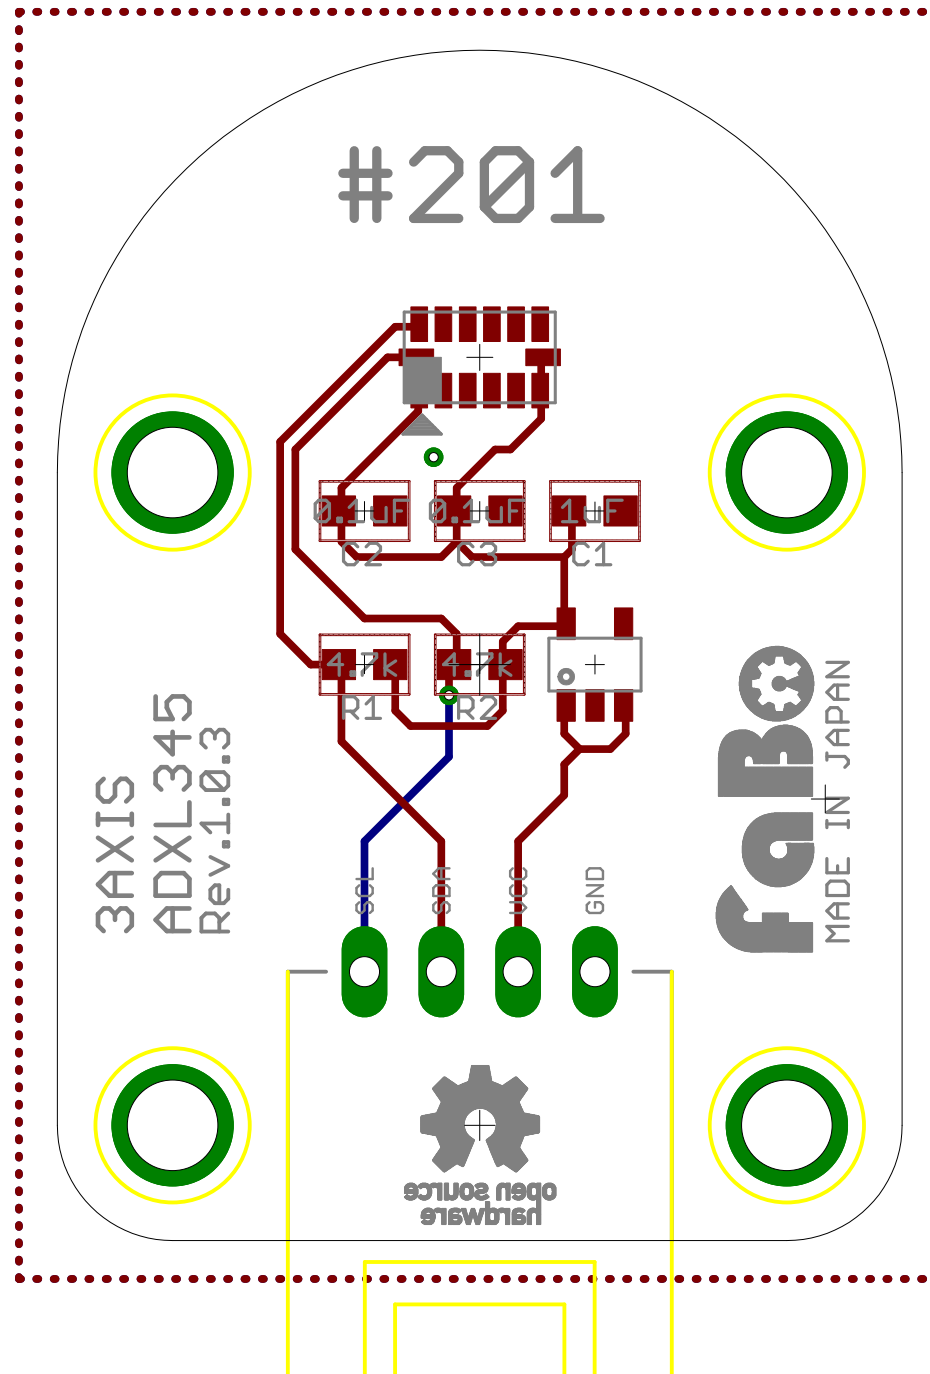 #201
0.1uF
0.1uF
1uF
C2
C3
C1
4.7k
4.7k
R1
R2
3AXIS
ADXL345
Rev.1.0.3
FaBo
MADE IN JAPAN
SCL
SDA
VCC
GND
open source
hardware